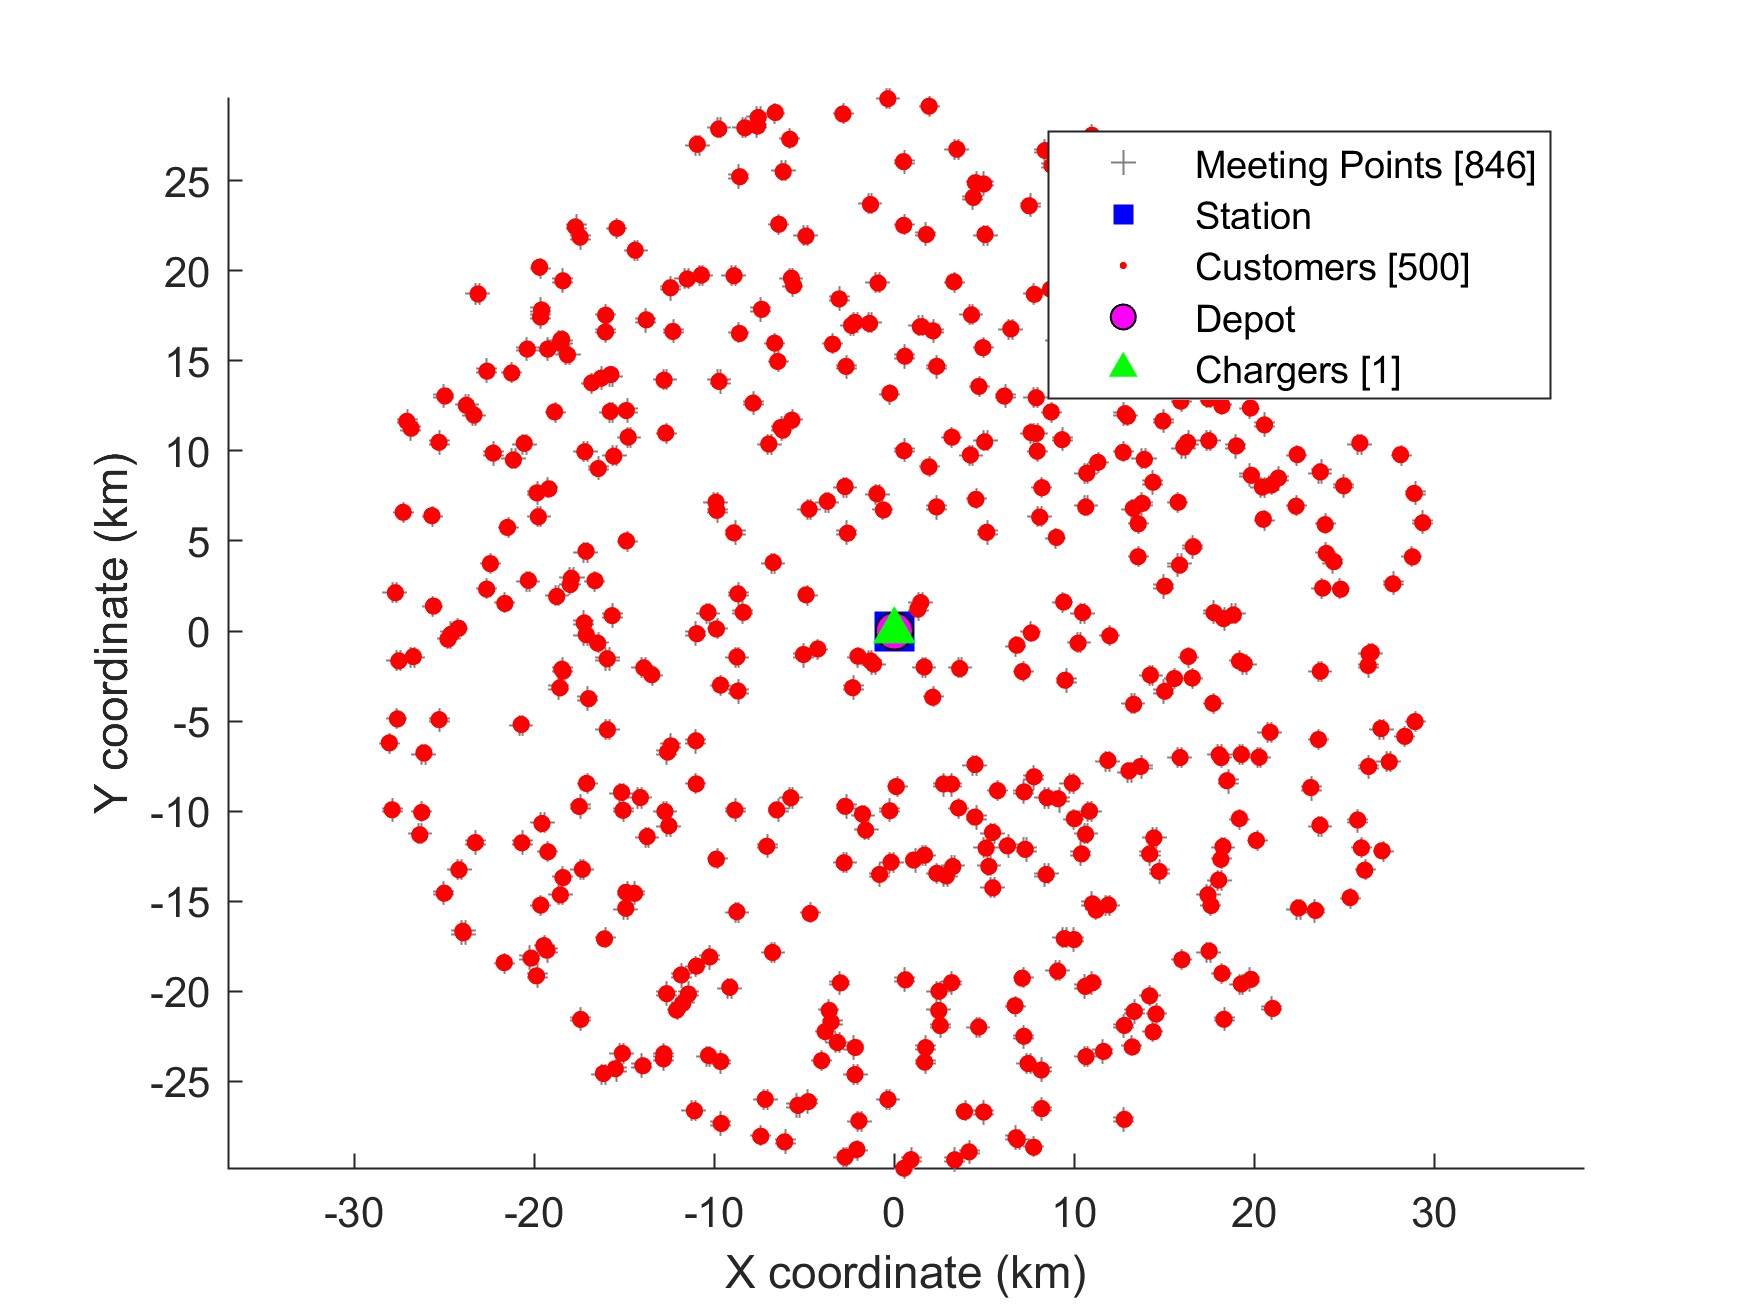 Meeting Points [846]
Station
Customers [500]
Depot
Chargers [1]
25
20
15
10
5
0
-5
-10
-15
-20
-25
Y coordinate (km)
-30 -20 -10 0 10 20 30
X coordinate (km)